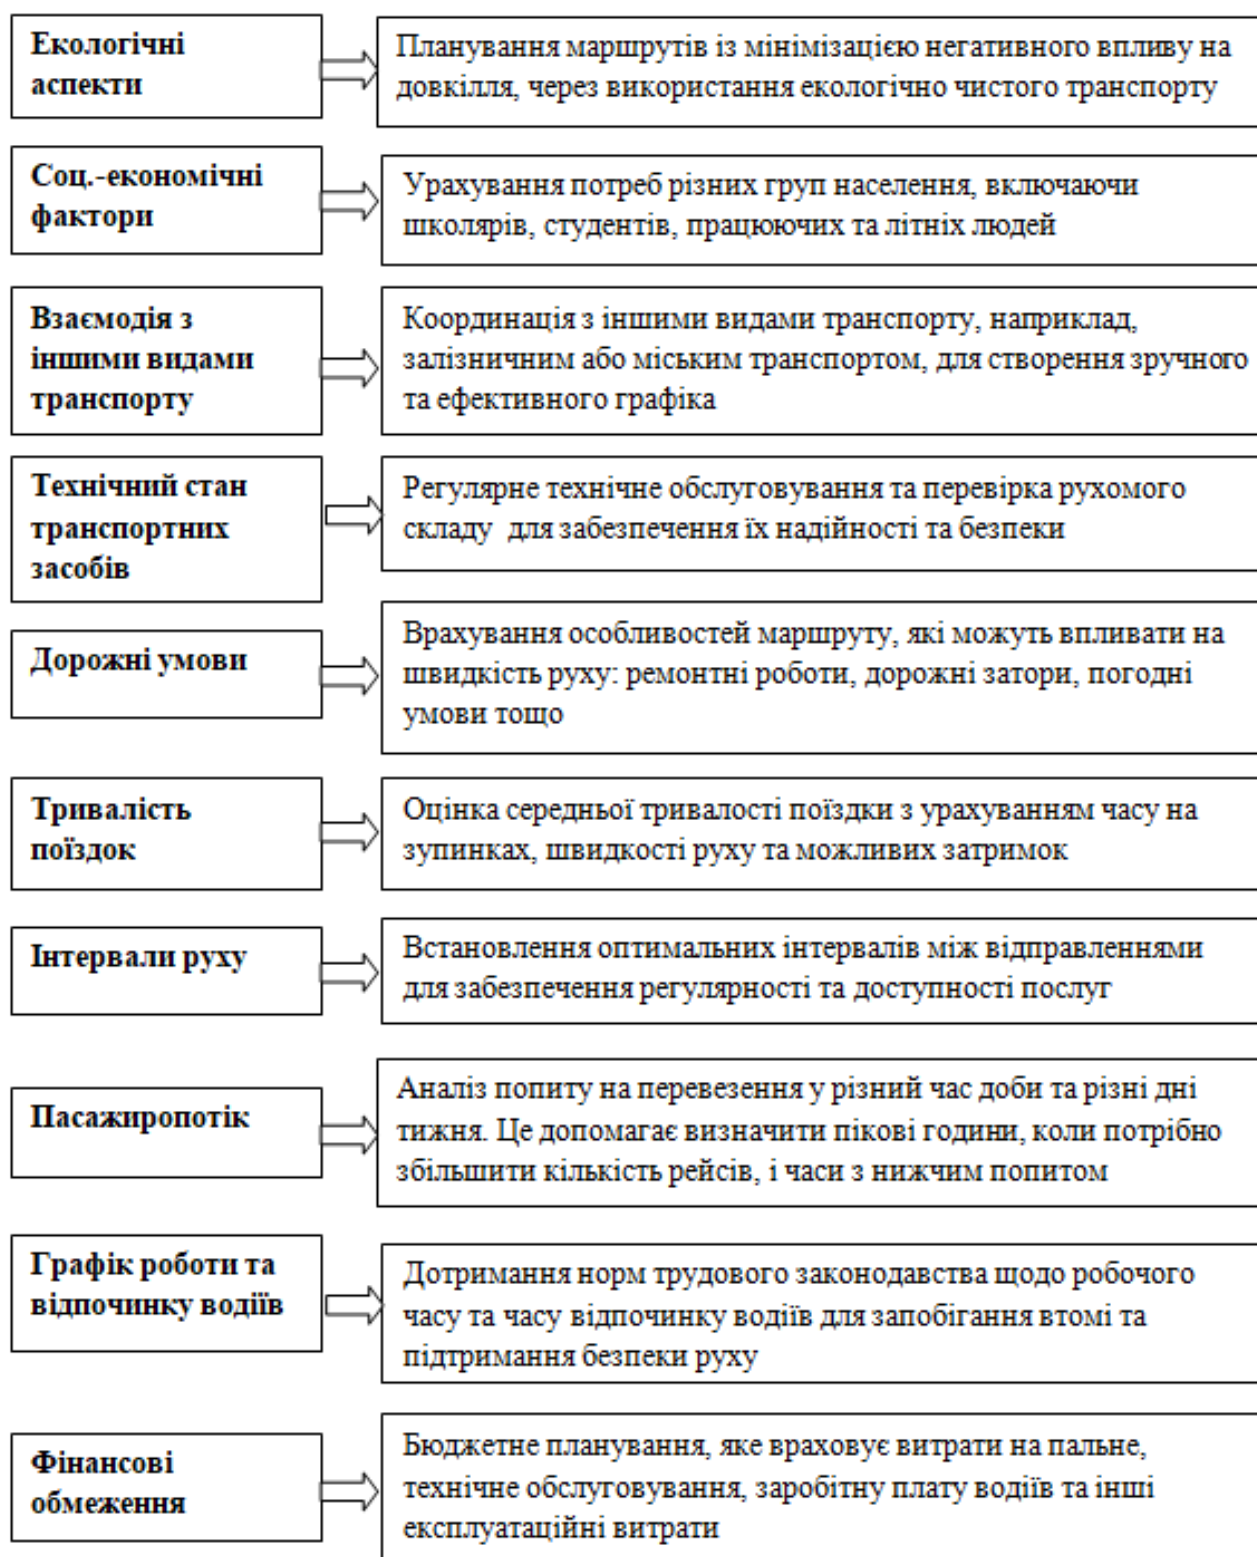 Екологічні
аспекти
Планування маршрутів із мінімізацією негативного впливу на
довкілля, через використання екологічно чистого транспорту
Соц.-економічні
фактори
Урахування потреб різних груп населення, включаючи
школярів, студентів, працюючих та літніх людей
Взаємодія з
іншими видами
транспорту
Координація з іншими видами транспорту, наприклад,
залізничним або міським транспортом, для створення зручного
та ефективного графіка
Технічний стан
транспортних
засобів
Регулярне технічне обслуговування та перевірка рухомого
складу для забезпечення їх надійності та безпеки
Дорожні умови
Врахування особливостей маршруту, які можуть впливати на
швидкість руху: ремонтні роботи, дорожні затори, погодні
умови тощо
Тривалість
поїздок
Оцінка середньої тривалості поїздки з урахуванням часу на
зупинках, швидкості руху та можливих затримок
Інтервали руху
Встановлення оптимальних інтервалів між відправленнями
для забезпечення регулярності та доступності послуг
Пасажиропотік
Аналіз попиту на перевезення у різний час доби та різні дні
тижня. Це допомагає визначити пікові години, коли потрібно
збільшити кількість рейсів, і часи з нижчим попитом
Графік роботи та
відпочинку водіїв
Дотримання норм трудового законодавства щодо робочого
часу та часу відпочинку водіїв для запобігання втомі та
підтримання безпеки руху
Фінансові
обмеження
Бюджетне планування, яке враховує витрати на пальне,
технічне обслуговування, заробітну плату водіїв та інші
експлуатаційні витрати